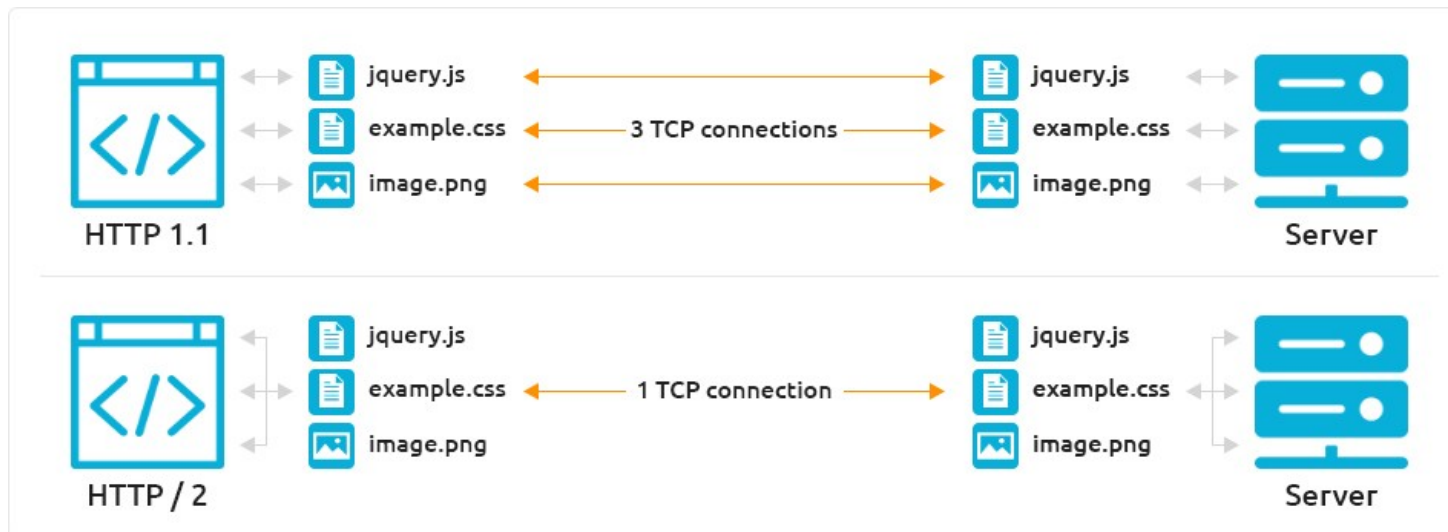 jquery.js jquery.js
example.css 3 TCP connections example.css
image.png image.png
HTTP 1.1 Server
jquery.js jquery.js
example.css 1 TCP connection example.css
image.png image.png
HTTP / 2 Server